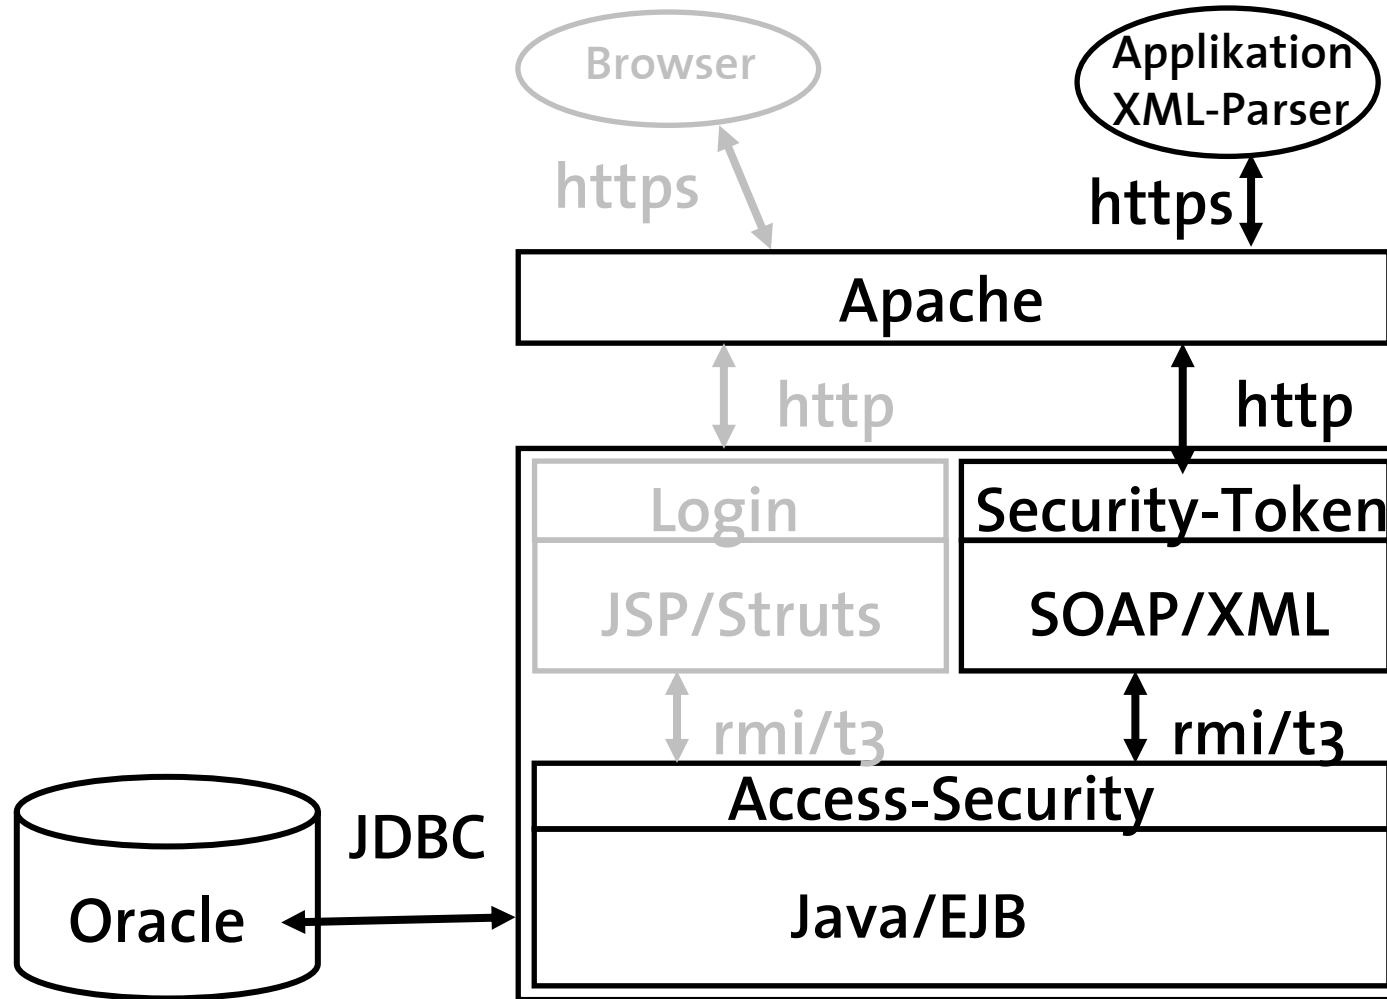 Browser
Applikation
XML-Parser
https
https
Apache
http
http
Login
Security-Token
JSP/Struts
SOAP/XML
rmi/t3
rmi/t3
Access-Security
JDBC
Oracle
Java/EJB